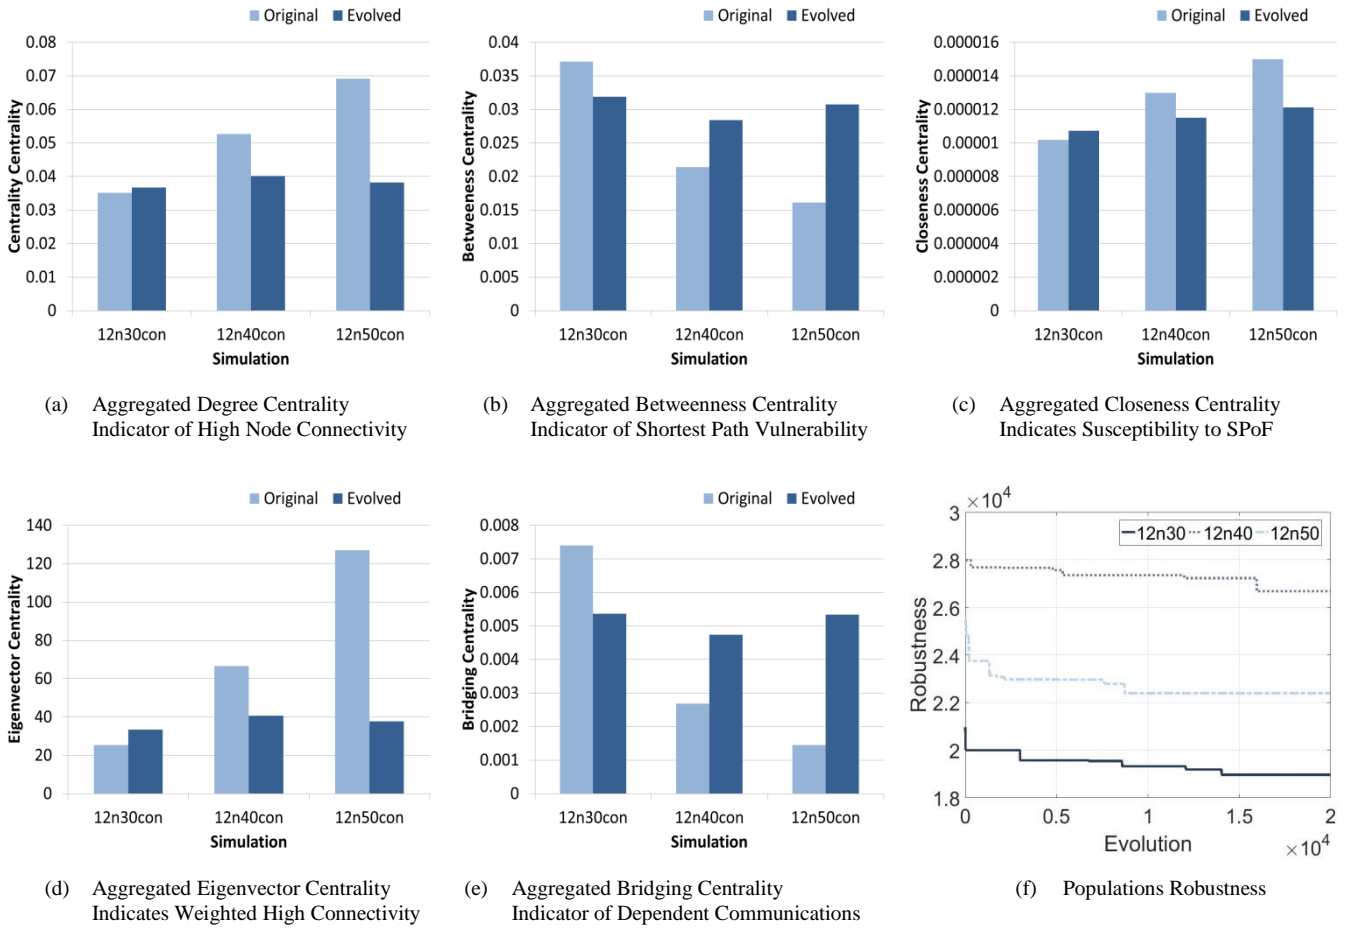 Original Evolved
0.08
0.07
0.06
0.05
0.04
0.03
0.02
0.01
0
Centrality Centrality
12n30con 12n40con 12n50con
Simulation
(a) Aggregated Degree Centrality
Indicator of High Node Connectivity
Original Evolved
0.04
0.035
0.03
0.025
0.02
0.015
0.01
0.005
0
Betweeness Centrality
12n30con 12n40con 12n50con
Simulation
(b) Aggregated Betweenness Centrality
Indicator of Shortest Path Vulnerability
Original Evolved
0.000016
0.000014
0.000012
0.00001
0.000008
0.000006
0.000004
0.000002
0
Closeness Centrality
12n30con 12n40con 12n50con
Simulation
(c) Aggregated Closeness Centrality
Indicates Susceptibility to SPoF
Original Evolved
140
120
100
80
60
40
20
0
Eigenvector Centrality
12n30con 12n40con 12n50con
Simulation
(d) Aggregated Eigenvector Centrality
Indicates Weighted High Connectivity
Original Evolved
0.008
0.007
0.006
0.005
0.004
0.003
0.002
0.001
0
Bridging Centrality
12n30con 12n40con 12n50con
Simulation
(e) Aggregated Bridging Centrality
Indicator of Dependent Communications
×10⁴
3
2.8
2.6
2.4
2.2
2
1.8
Robustness
12n30 12n40 12n50
0 0.5 1 1.5 2
Evolution ×10⁴
(f) Populations Robustness